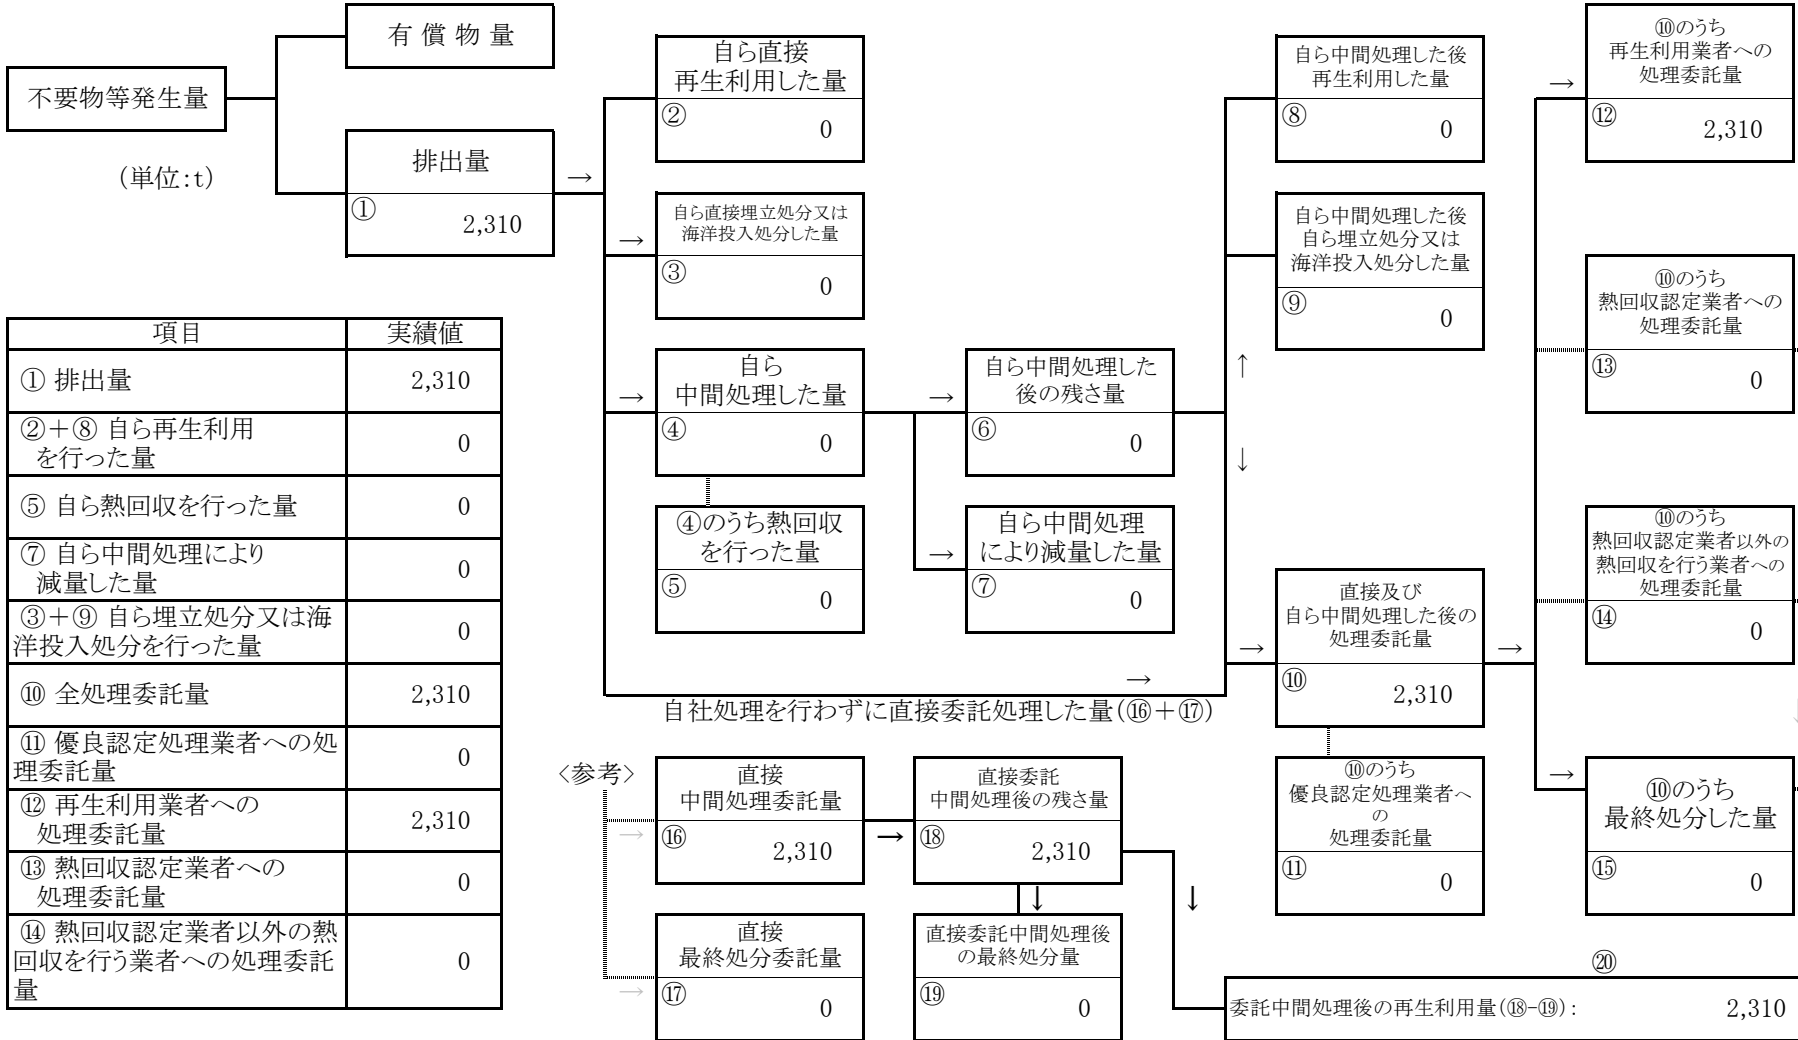 不要物等発生量
(単位:t)
有 償 物 量
排出量
① 2,310
→
自ら直接
再生利用した量
② 0
→
自ら直接埋立処分又は
海洋投入処分した量
③ 0
→
自ら
中間処理した量
④ 0
④のうち熱回収
を行った量
⑤ 0
→
自ら中間処理した
後の残さ量
⑥ 0
→
自ら中間処理
により減量した量
⑦ 0
↑
↓
自ら中間処理した後
再生利用した量
⑧ 0
自ら中間処理した後
自ら埋立処分又は
海洋投入処分した量
⑨ 0
→
自社処理を行わずに直接委託処理した量(⑯+⑰)
→
直接及び
自ら中間処理した後の
処理委託量
⑩ 2,310
→
⑩のうち
優良認定処理業者へ
の
処理委託量
⑪ 0
→
⑩のうち
再生利用業者への
処理委託量
⑫ 2,310
⑩のうち
熱回収認定業者への
処理委託量
⑬ 0
⑩のうち
熱回収認定業者以外の
熱回収を行う業者への
処理委託量
⑭ 0
→
⑩のうち
最終処分した量
⑮ 0
項目 実績値
① 排出量 2,310
②+⑧ 自ら再生利用
を行った量 0
⑤ 自ら熱回収を行った量 0
⑦ 自ら中間処理により
減量した量 0
③+⑨ 自ら埋立処分又は海
洋投入処分を行った量 0
⑩ 全処理委託量 2,310
⑪ 優良認定処理業者への処
理委託量 0
⑫ 再生利用業者への
処理委託量 2,310
⑬ 熱回収認定業者への
処理委託量 0
⑭ 熱回収認定業者以外の熱
回収を行う業者への処理委託
量 0
<参考>
→
直接
中間処理委託量
⑯ 2,310
→
直接委託
中間処理後の残さ量
⑱ 2,310
↓
↓
→
直接
最終処分委託量
⑰ 0
直接委託中間処理後
の最終処分量
⑲ 0
⑳
委託中間処理後の再生利用量(⑱-⑲): 2,310